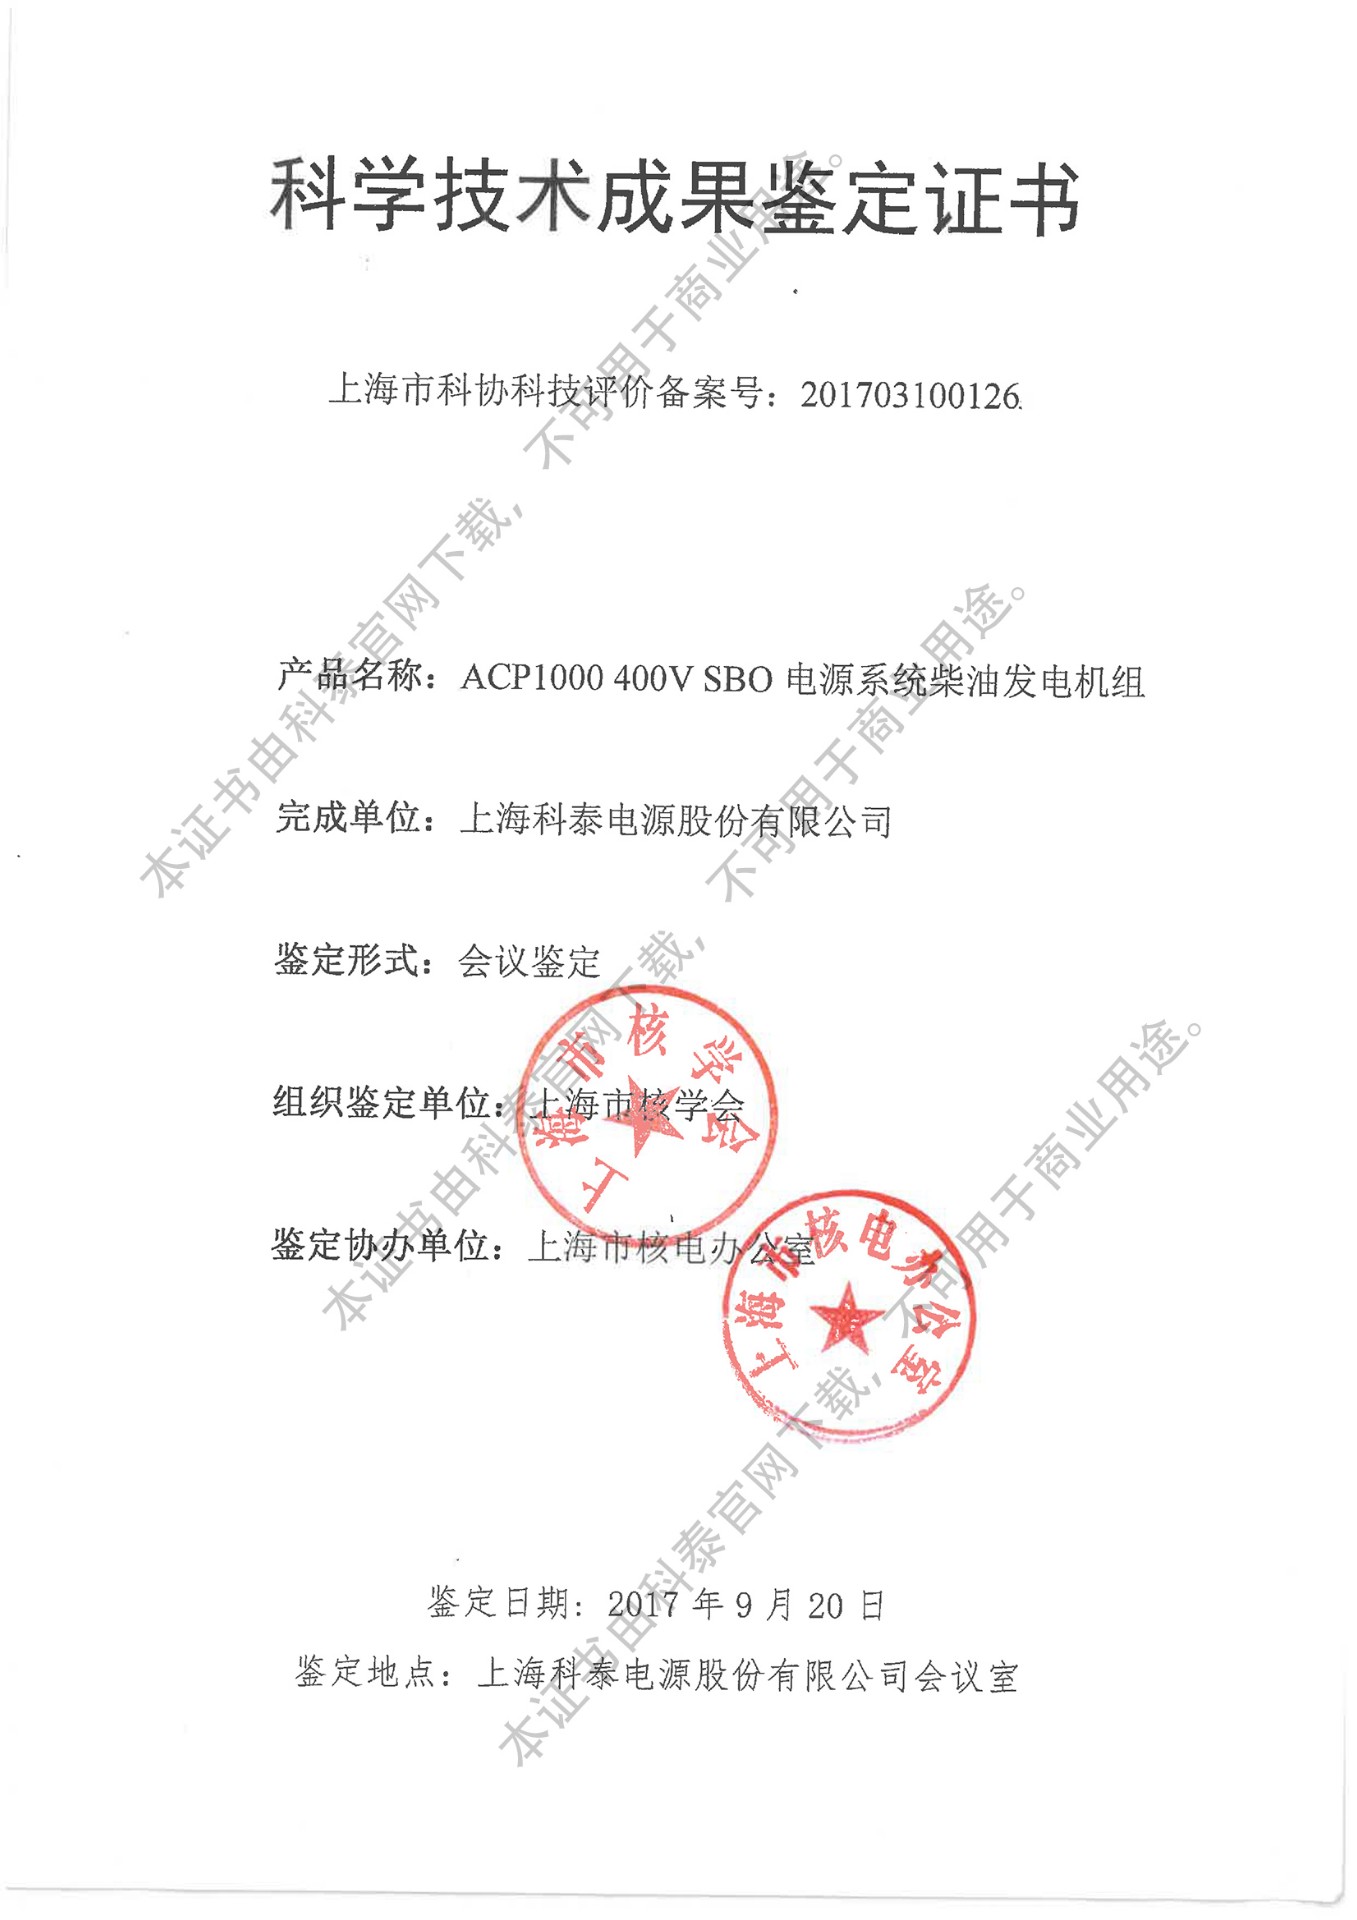 科学技术成果鉴定证书
上海市科协科技评价备案号：201703100126.
产品名称：ACP1000 400V SBO 电源系统柴油发电机组
完成单位：上海科泰电源股份有限公司
鉴定形式：会议鉴定
组织鉴定单位：上海市核学会
上海市核学会
鉴定协办单位：上海市核电办公室
上海市核电办公室
鉴定日期：2017 年 9 月 20 日
鉴定地点：上海科泰电源股份有限公司会议室
本证书由科泰官网下载，不可用于商业用途。
本证书由科泰官网下载，不可用于商业用途。
本证书由科泰官网下载，不可用于商业用途。